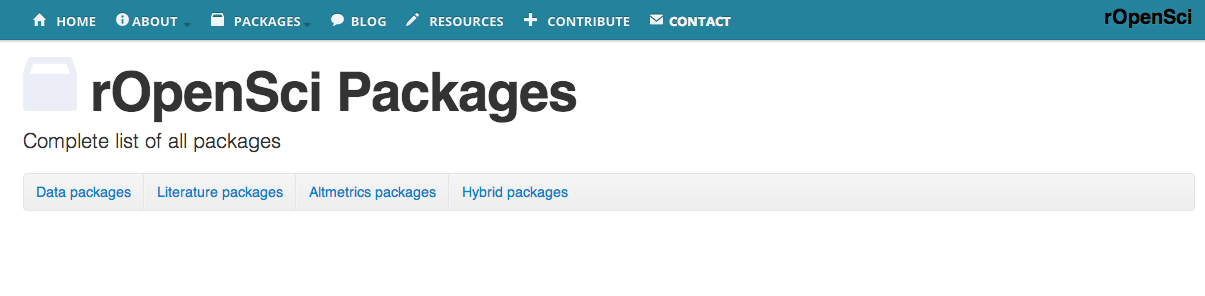 HOME ABOUT PACKAGES BLOG RESOURCES CONTRIBUTE CONTACT rOpenSci
rOpenSci Packages
Complete list of all packages
Data packages Literature packages Altmetrics packages Hybrid packages